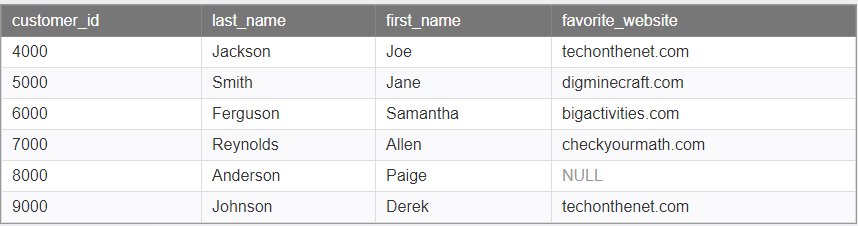 customer_id last_name first_name favorite_website
4000 Jackson Joe techonthenet.com
5000 Smith Jane digminecraft.com
6000 Ferguson Samantha bigactivities.com
7000 Reynolds Allen checkyourmath.com
8000 Anderson Paige NULL
9000 Johnson Derek techonthenet.com